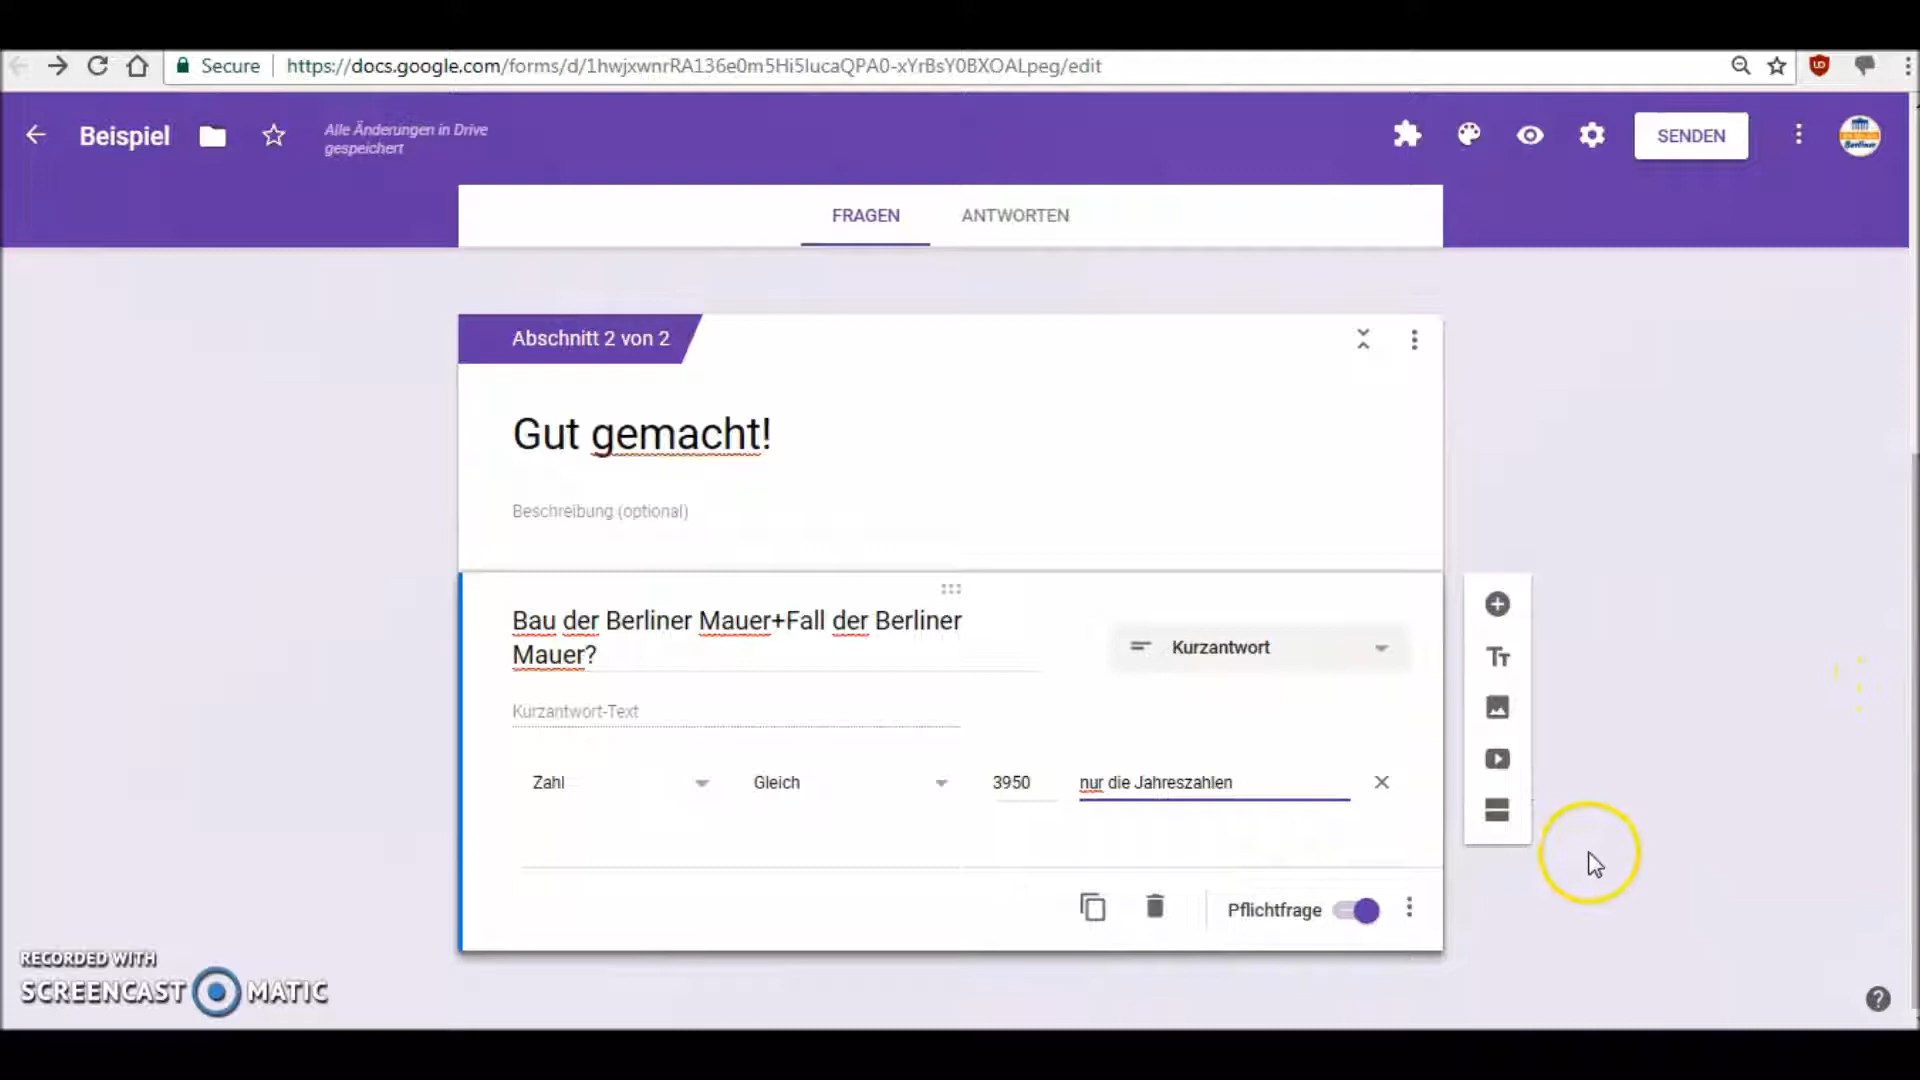 Secure https://docs.google.com/forms/d/1hwjxwnrRA136e0m5Hi5lucaQPA0-xYrBsY0BXOALpeg/edit
Beispiel
Alle Änderungen in Drive
gespeichert
SENDEN
FRAGEN ANTWORTEN
Abschnitt 2 von 2
Gut gemacht!
Beschreibung (optional)
Bau der Berliner Mauer+Fall der Berliner
Mauer?
Kurzantwort
Kurzantwort-Text
Zahl Gleich 3950 nur die Jahreszahlen
Pflichtfrage
RECORDED WITH
SCREENCAST MATIC